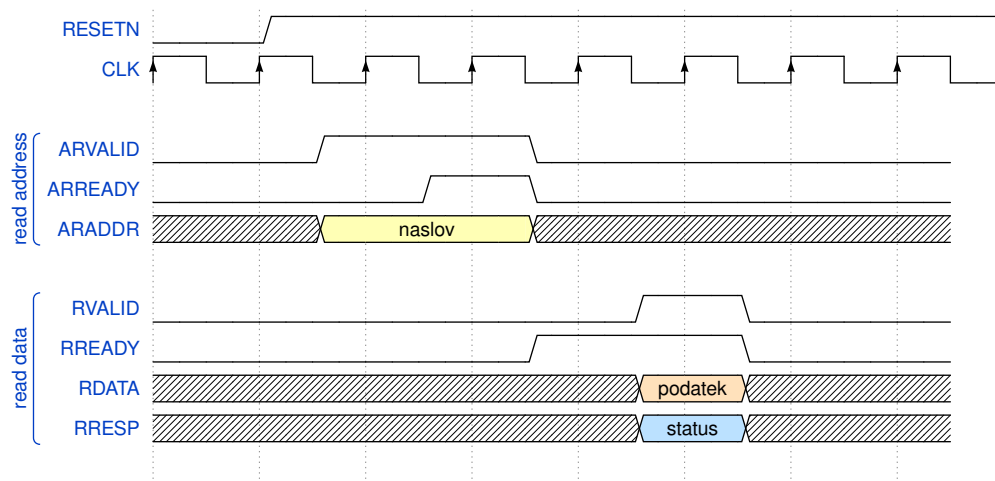 RESETN
CLK
read address
ARVALID
ARREADY
ARADDR
naslov
read data
RVALID
RREADY
RDATA
podatek
RRESP
status